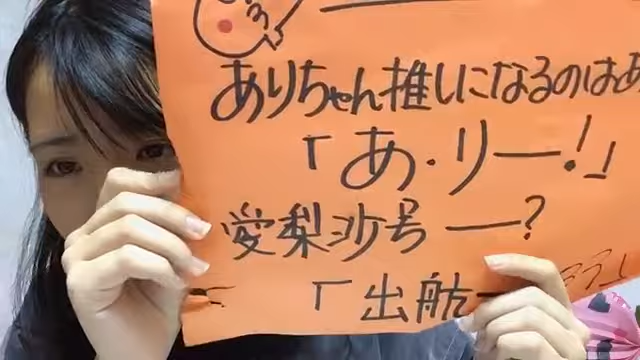 ありちゃん推しになるのはあ
「あ・りー!」
愛梨沙号ー?
「出航ー